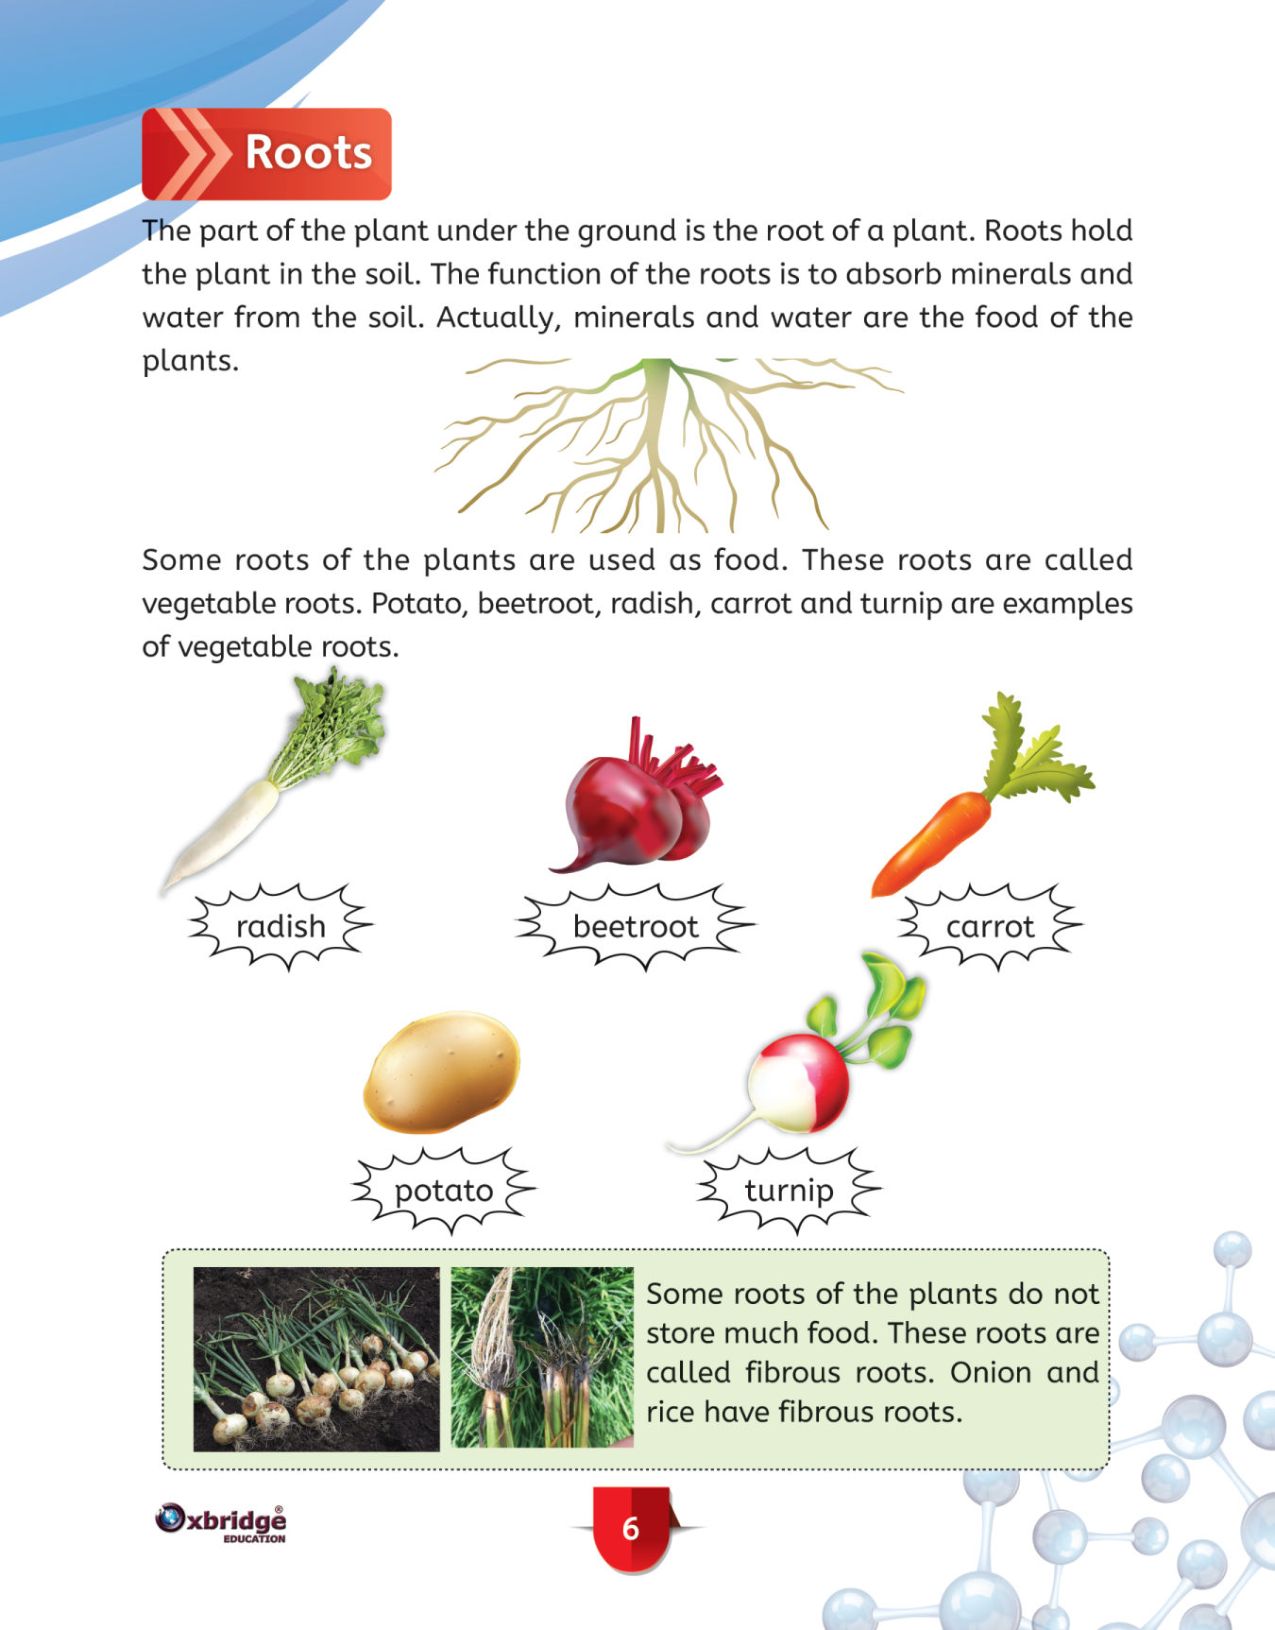 Roots
The part of the plant under the ground is the root of a plant. Roots hold
the plant in the soil. The function of the roots is to absorb minerals and
water from the soil. Actually, minerals and water are the food of the
plants.
Some roots of the plants are used as food. These roots are called
vegetable roots. Potato, beetroot, radish, carrot and turnip are examples
of vegetable roots.
radish
beetroot
carrot
potato
turnip
Some roots of the plants do not
store much food. These roots are
called fibrous roots. Onion and
rice have fibrous roots.
Oxbridge®
EDUCATION
6